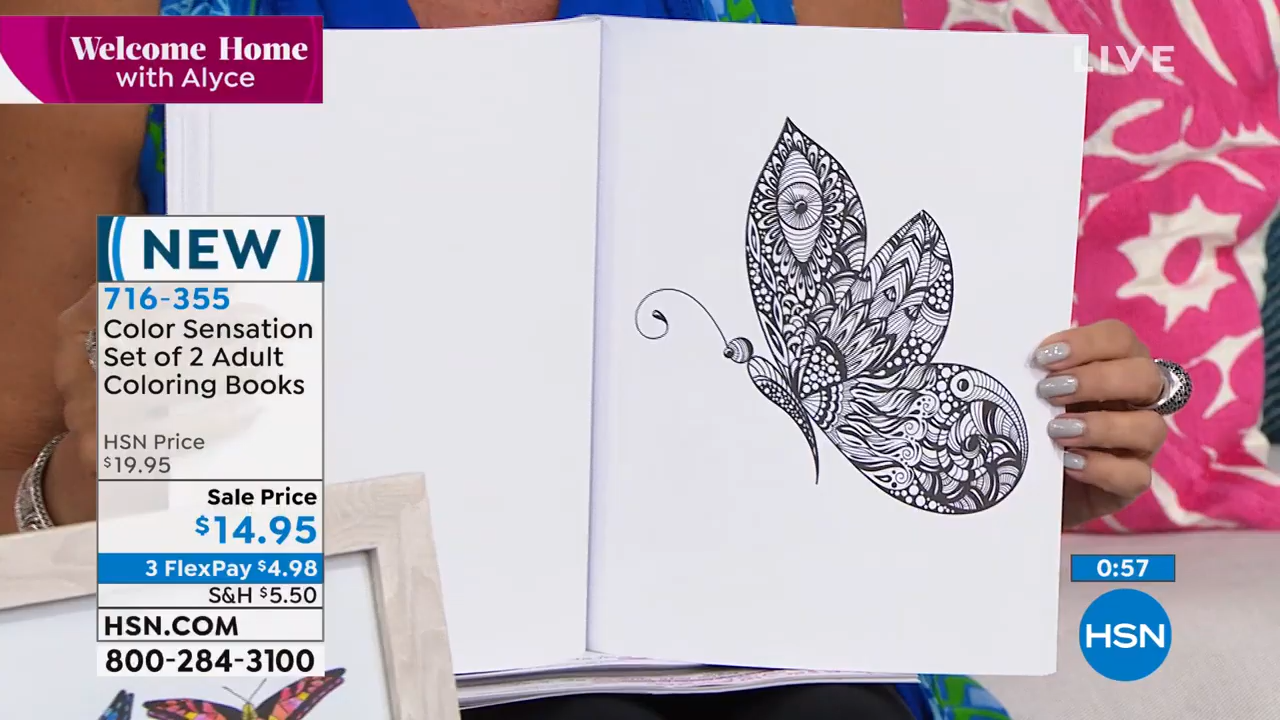 Welcome Home
with Alyce
LIVE
NEW
716-355
Color Sensation
Set of 2 Adult
Coloring Books
HSN Price
$19.95
Sale Price
$14.95
3 FlexPay $4.98
S&H $5.50
HSN.COM
800-284-3100
0:57
HSN